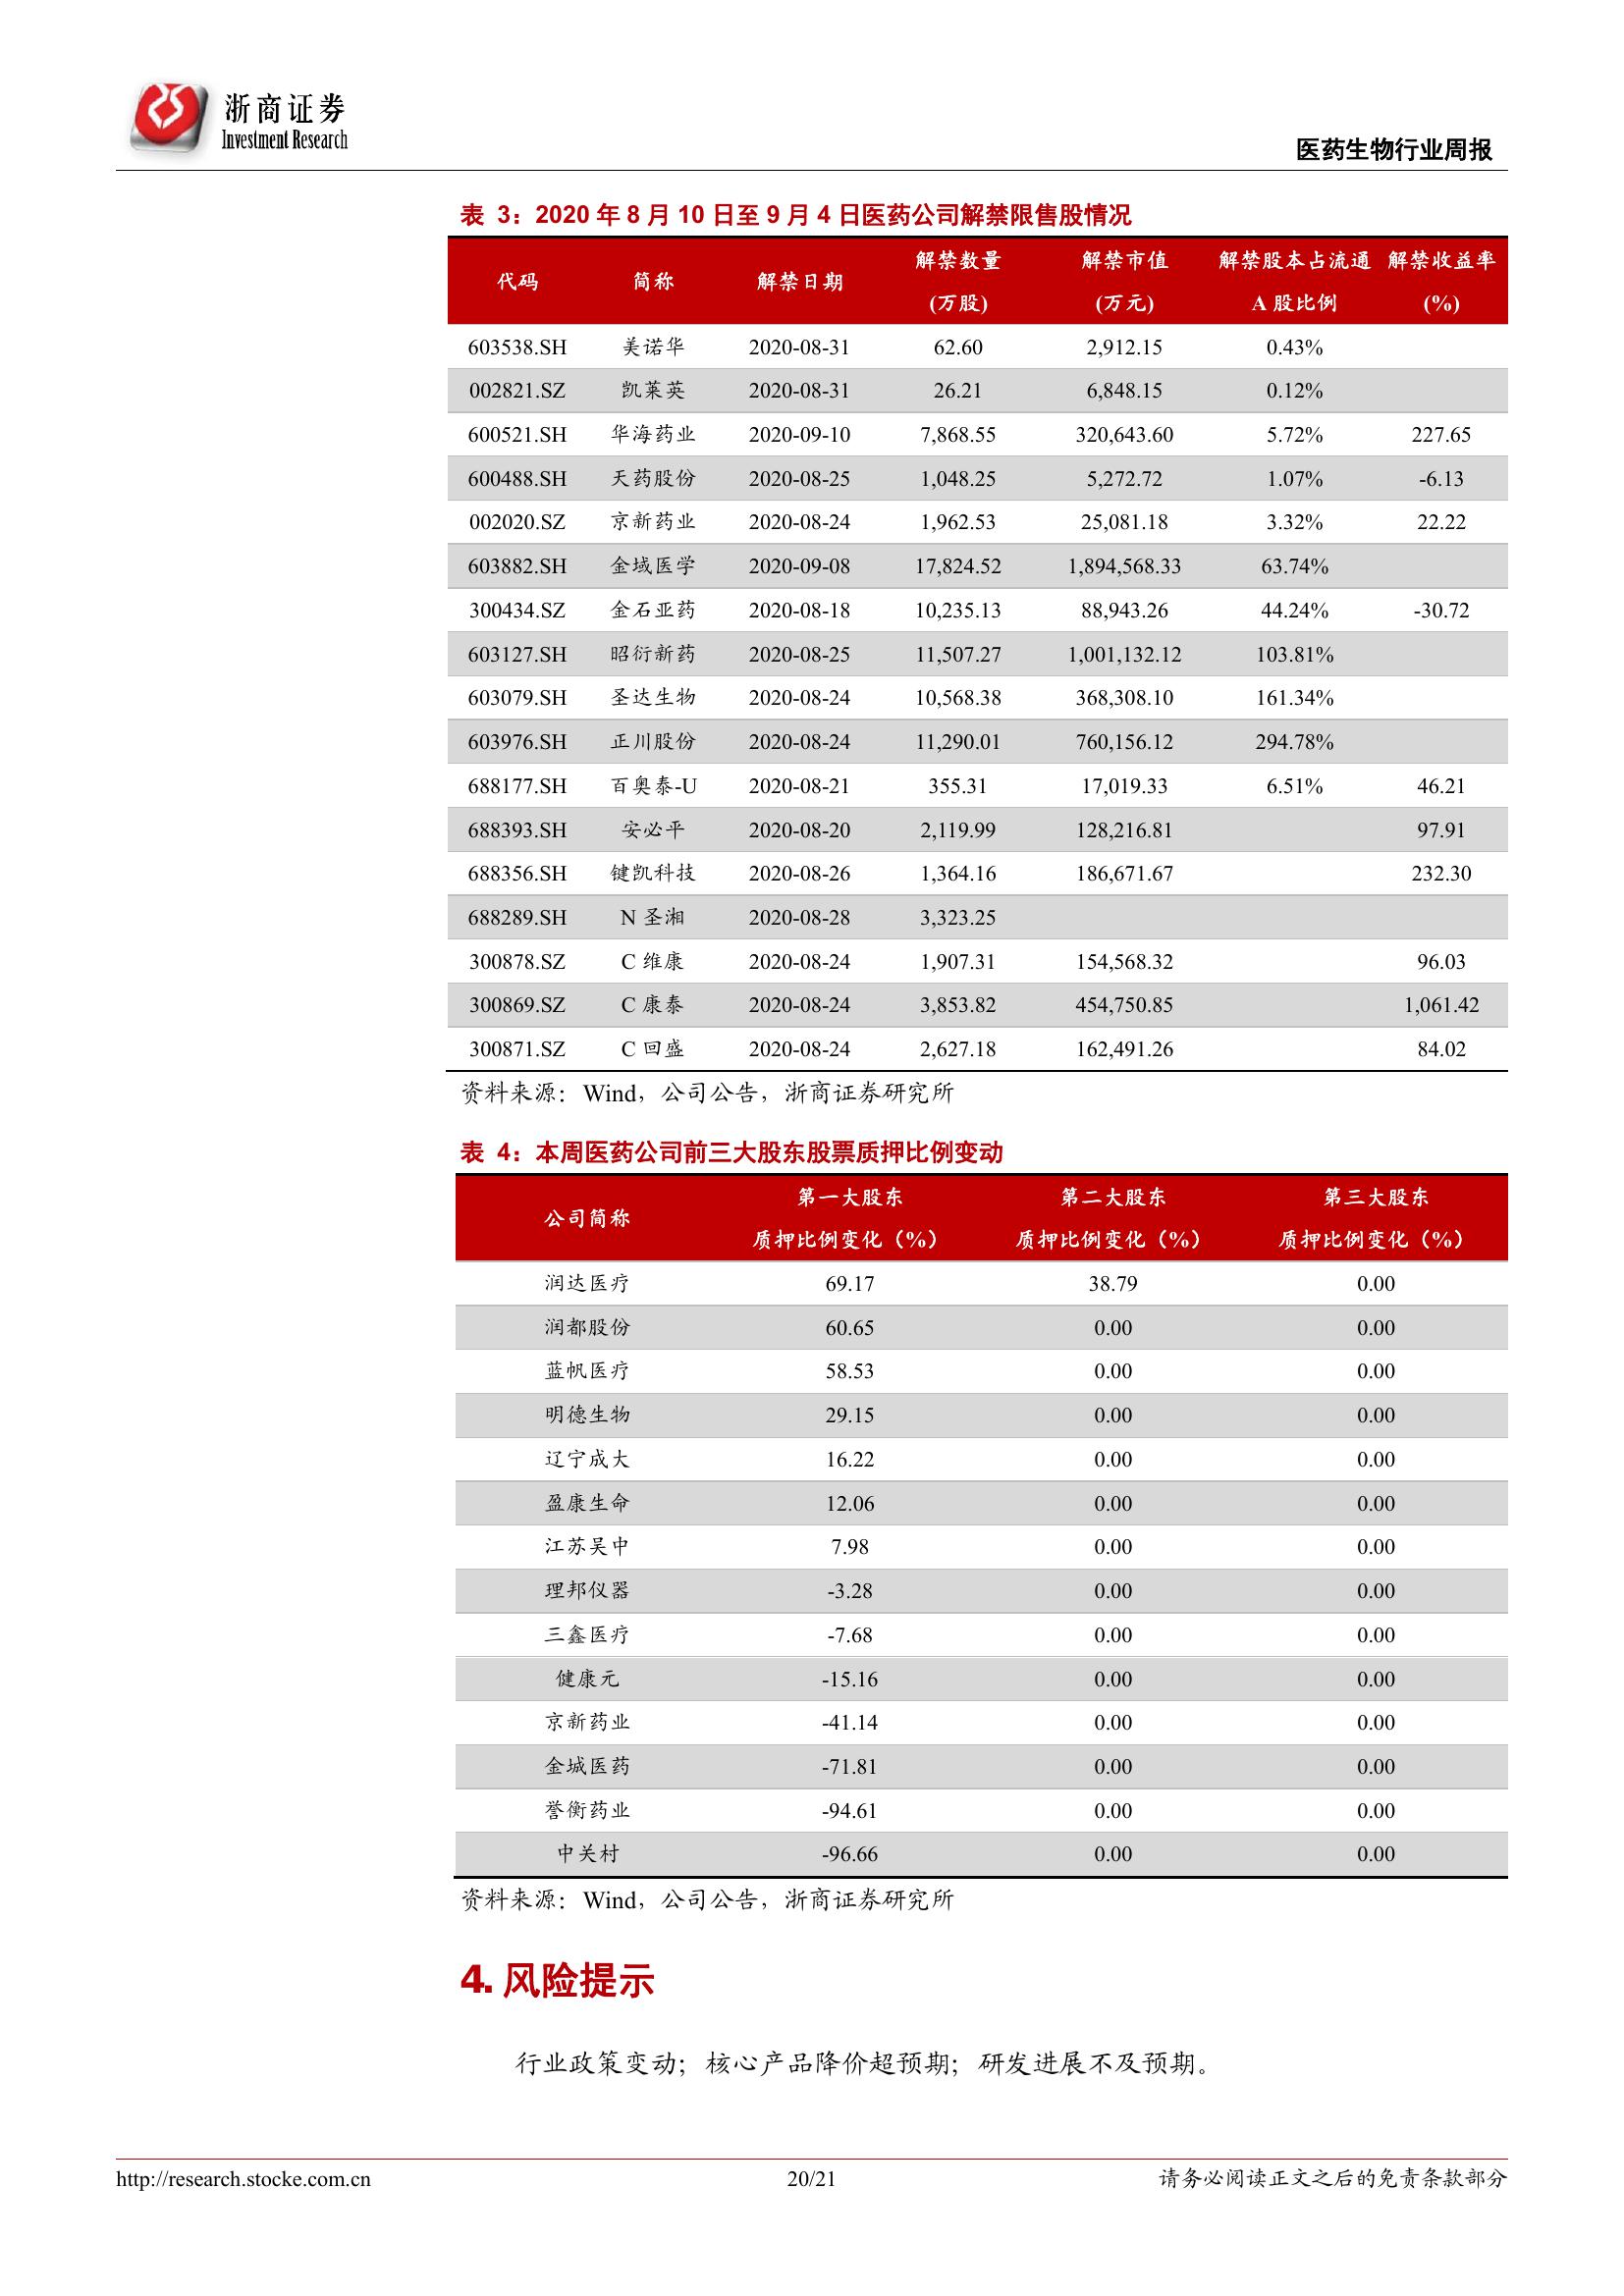 浙商证券
Investment Research
医药生物行业周报
表 3：2020 年 8 月 10 日至 9 月 4 日医药公司解禁限售股情况
代码 简称 解禁日期 解禁数量 (万股) 解禁市值 (万元) 解禁股本占流通 A 股比例 解禁收益率 (%)
603538.SH 美诺华 2020-08-31 62.60 2,912.15 0.43%
002821.SZ 凯莱英 2020-08-31 26.21 6,848.15 0.12%
600521.SH 华海药业 2020-09-10 7,868.55 320,643.60 5.72% 227.65
600488.SH 天药股份 2020-08-25 1,048.25 5,272.72 1.07% -6.13
002020.SZ 京新药业 2020-08-24 1,962.53 25,081.18 3.32% 22.22
603882.SH 金域医学 2020-09-08 17,824.52 1,894,568.33 63.74%
300434.SZ 金石亚药 2020-08-18 10,235.13 88,943.26 44.24% -30.72
603127.SH 昭衍新药 2020-08-25 11,507.27 1,001,132.12 103.81%
603079.SH 圣达生物 2020-08-24 10,568.38 368,308.10 161.34%
603976.SH 正川股份 2020-08-24 11,290.01 760,156.12 294.78%
688177.SH 百奥泰-U 2020-08-21 355.31 17,019.33 6.51% 46.21
688393.SH 安必平 2020-08-20 2,119.99 128,216.81 97.91
688356.SH 键凯科技 2020-08-26 1,364.16 186,671.67 232.30
688289.SH N 圣湘 2020-08-28 3,323.25
300878.SZ C 维康 2020-08-24 1,907.31 154,568.32 96.03
300869.SZ C 康泰 2020-08-24 3,853.82 454,750.85 1,061.42
300871.SZ C 回盛 2020-08-24 2,627.18 162,491.26 84.02
资料来源：Wind，公司公告，浙商证券研究所
表 4：本周医药公司前三大股东股票质押比例变动
公司简称 第一大股东 质押比例变化（%） 第二大股东 质押比例变化（%） 第三大股东 质押比例变化（%）
润达医疗 69.17 38.79 0.00
润都股份 60.65 0.00 0.00
蓝帆医疗 58.53 0.00 0.00
明德生物 29.15 0.00 0.00
辽宁成大 16.22 0.00 0.00
盈康生命 12.06 0.00 0.00
江苏吴中 7.98 0.00 0.00
理邦仪器 -3.28 0.00 0.00
三鑫医疗 -7.68 0.00 0.00
健康元 -15.16 0.00 0.00
京新药业 -41.14 0.00 0.00
金城医药 -71.81 0.00 0.00
誉衡药业 -94.61 0.00 0.00
中关村 -96.66 0.00 0.00
资料来源：Wind，公司公告，浙商证券研究所
4. 风险提示
行业政策变动；核心产品降价超预期；研发进展不及预期。
http://research.stocke.com.cn 20/21 请务必阅读正文之后的免责条款部分